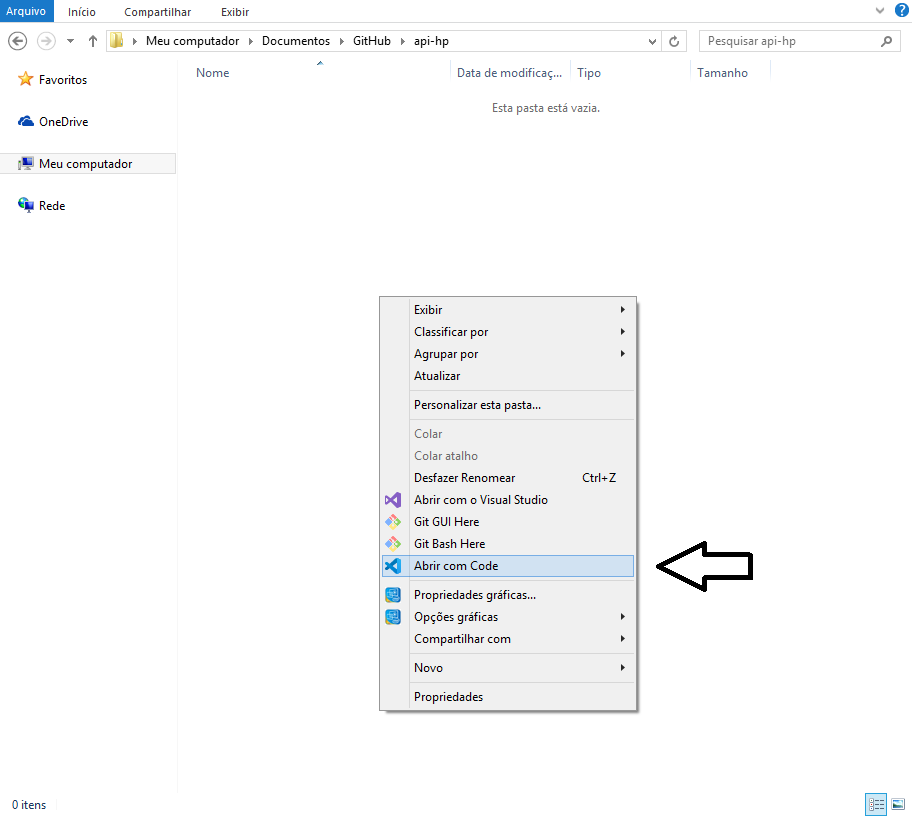 Arquivo Início Compartilhar Exibir
Meu computador Documentos GitHub api-hp Pesquisar api-hp
Nome Data de modificaç... Tipo Tamanho
Favoritos
OneDrive
Meu computador
Rede
Esta pasta está vazia.
Exibir
Classificar por
Agrupar por
Atualizar
Personalizar esta pasta...
Colar
Colar atalho
Desfazer Renomear Ctrl+Z
Abrir com o Visual Studio
Git GUI Here
Git Bash Here
Abrir com Code
Propriedades gráficas...
Opções gráficas
Compartilhar com
Novo
Propriedades
0 itens